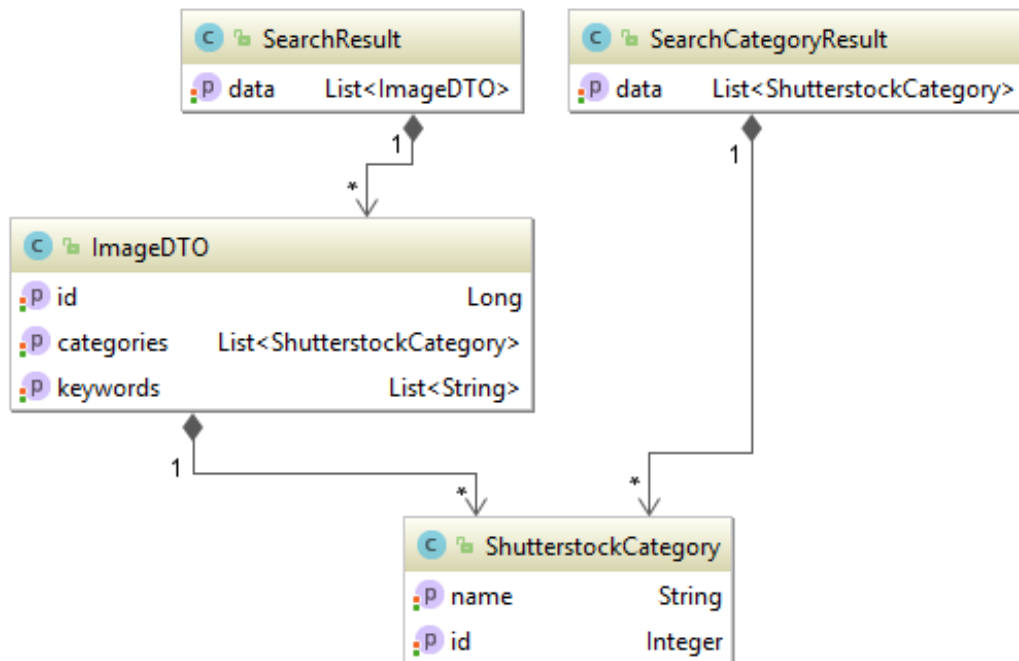 C SearchResult
p data List<ImageDTO>
C SearchCategoryResult
p data List<ShutterstockCategory>
1
1
*
C ImageDTO
p id Long
p categories List<ShutterstockCategory>
p keywords List<String>
1
*
*
C ShutterstockCategory
p name String
p id Integer